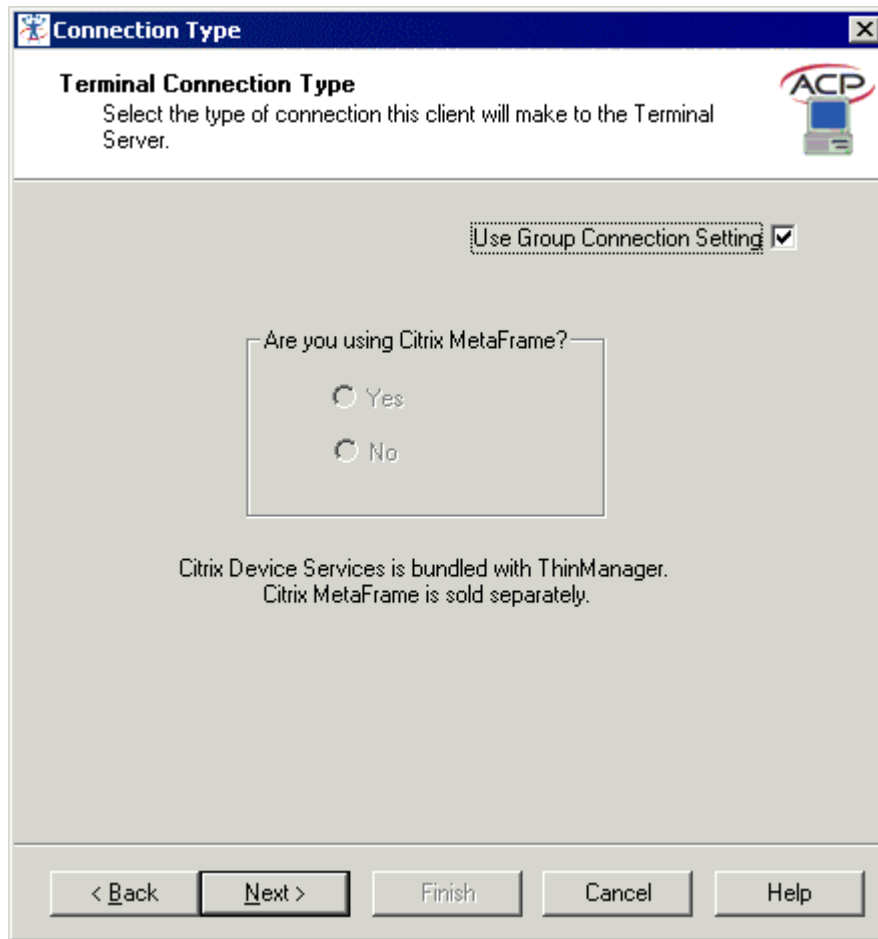 Connection Type
Terminal Connection Type
Select the type of connection this client will make to the Terminal
Server.
ACP
Use Group Connection Setting
Are you using Citrix MetaFrame?
Yes
No
Citrix Device Services is bundled with ThinManager.
Citrix MetaFrame is sold separately.
< Back
Next >
Finish
Cancel
Help